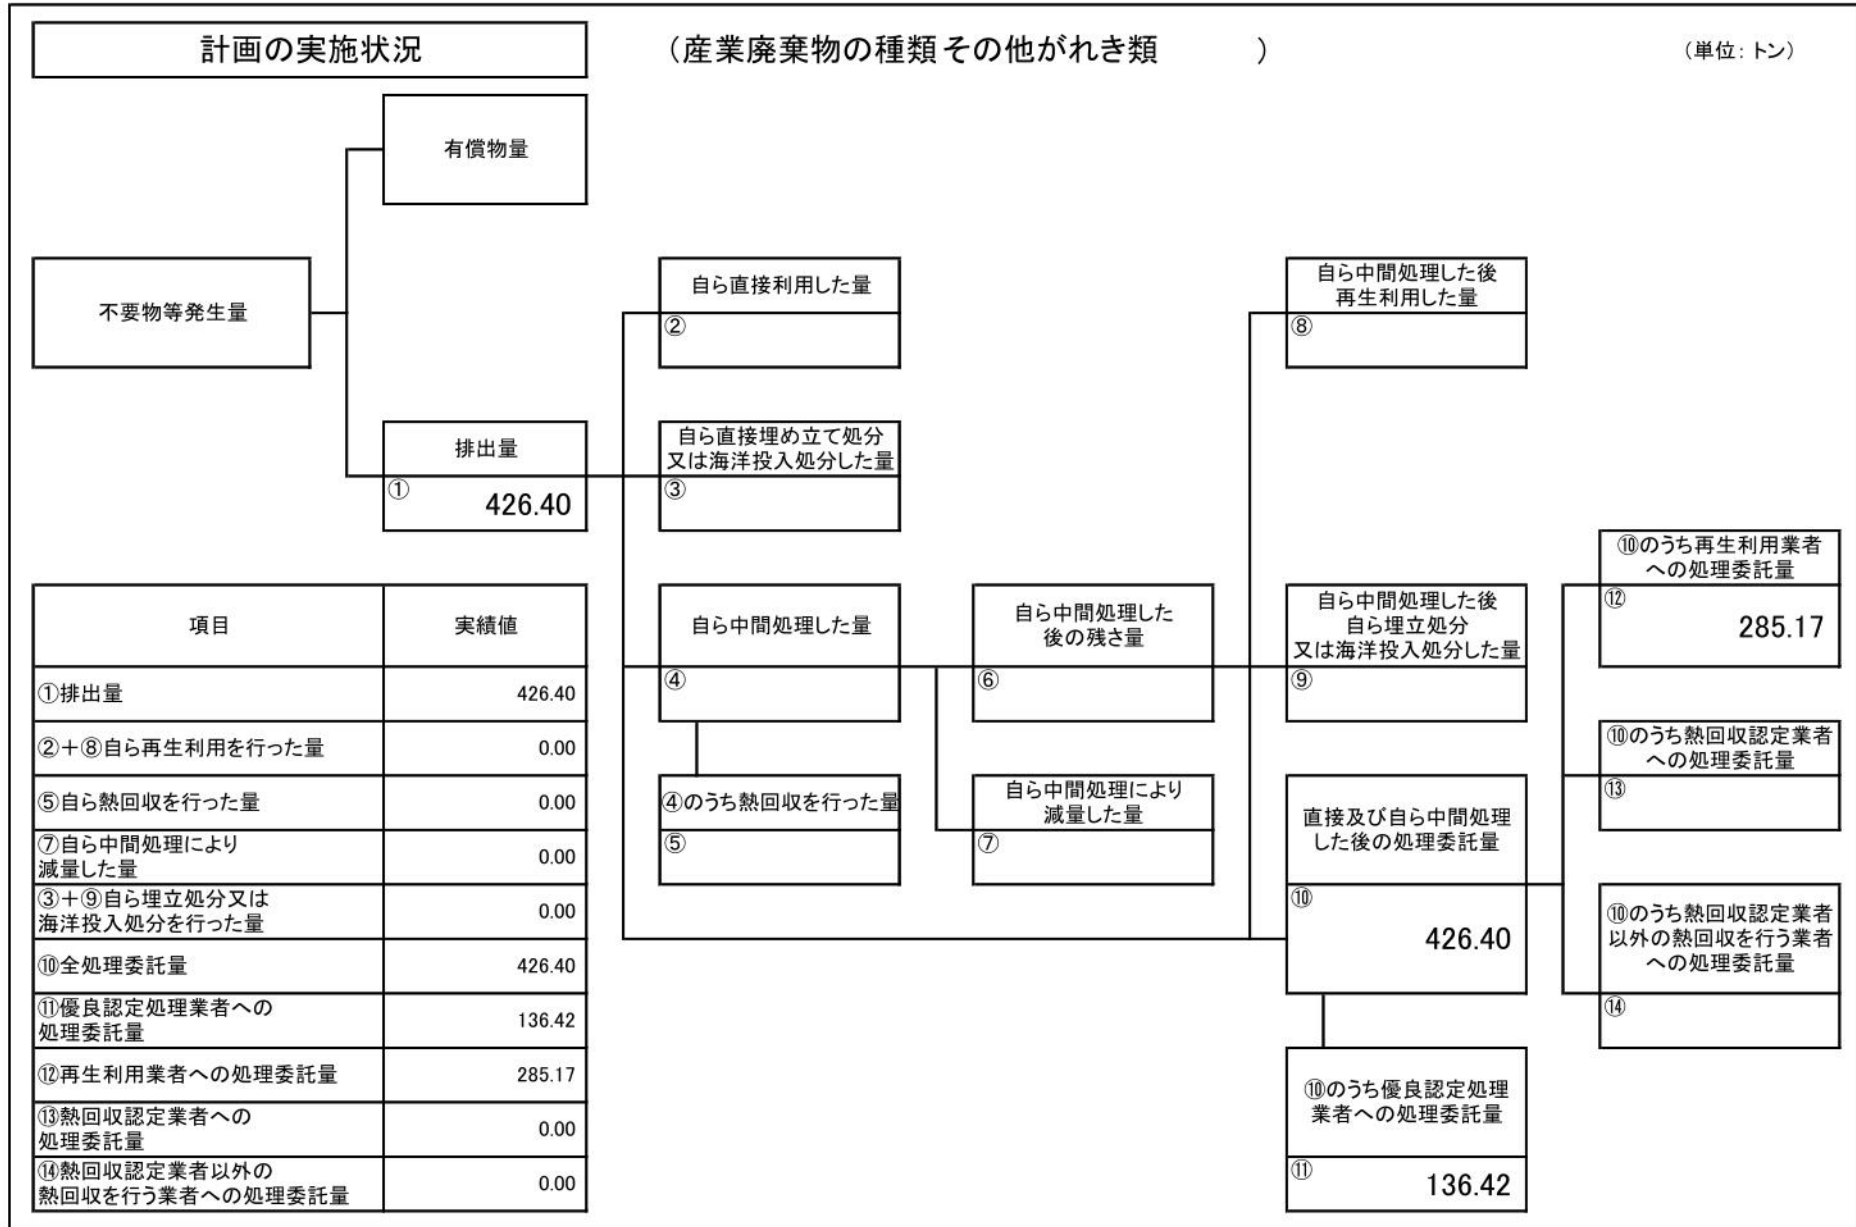 計画の実施状況
（産業廃棄物の種類 その他がれき類　　　）
（単位：トン）
有償物量
不要物等発生量
自ら直接利用した量
②
自ら中間処理した後
再生利用した量
⑧
排出量
①
426.40
自ら直接埋め立て処分
又は海洋投入処分した量
③
⑩のうち再生利用業者
への処理委託量
⑫
285.17
自ら中間処理した量
④
自ら中間処理した
後の残さ量
⑥
自ら中間処理した後
自ら埋立処分
又は海洋投入処分した量
⑨
⑩のうち熱回収認定業者
への処理委託量
⑬
④のうち熱回収を行った量
⑤
自ら中間処理により
減量した量
⑦
直接及び自ら中間処理
した後の処理委託量
⑩
426.40
⑩のうち熱回収認定業者
以外の熱回収を行う業者
への処理委託量
⑭
⑩のうち優良認定処理
業者への処理委託量
⑪
136.42
項目 実績値
①排出量 426.40
②＋⑧自ら再生利用を行った量 0.00
⑤自ら熱回収を行った量 0.00
⑦自ら中間処理により
減量した量 0.00
③＋⑨自ら埋立処分又は
海洋投入処分を行った量 0.00
⑩全処理委託量 426.40
⑪優良認定処理業者への
処理委託量 136.42
⑫再生利用業者への処理委託量 285.17
⑬熱回収認定業者への
処理委託量 0.00
⑭熱回収認定業者以外の
熱回収を行う業者への処理委託量 0.00